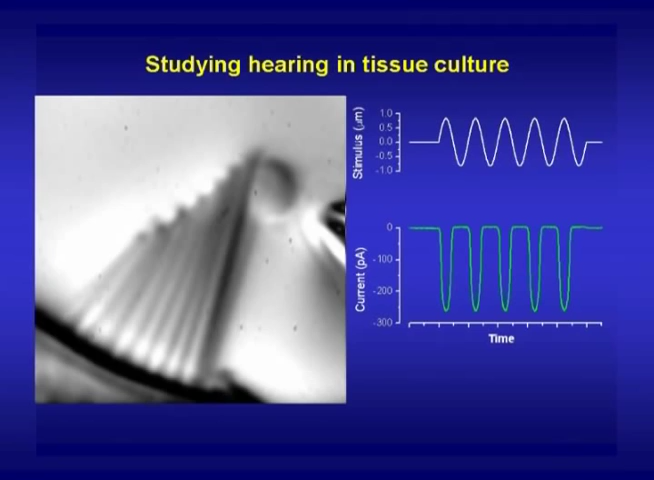 Studying hearing in tissue culture
Stimulus (µm)
1.0
0.5
0.0
-0.5
-1.0
Current (pA)
0
-100
-200
-300
Time